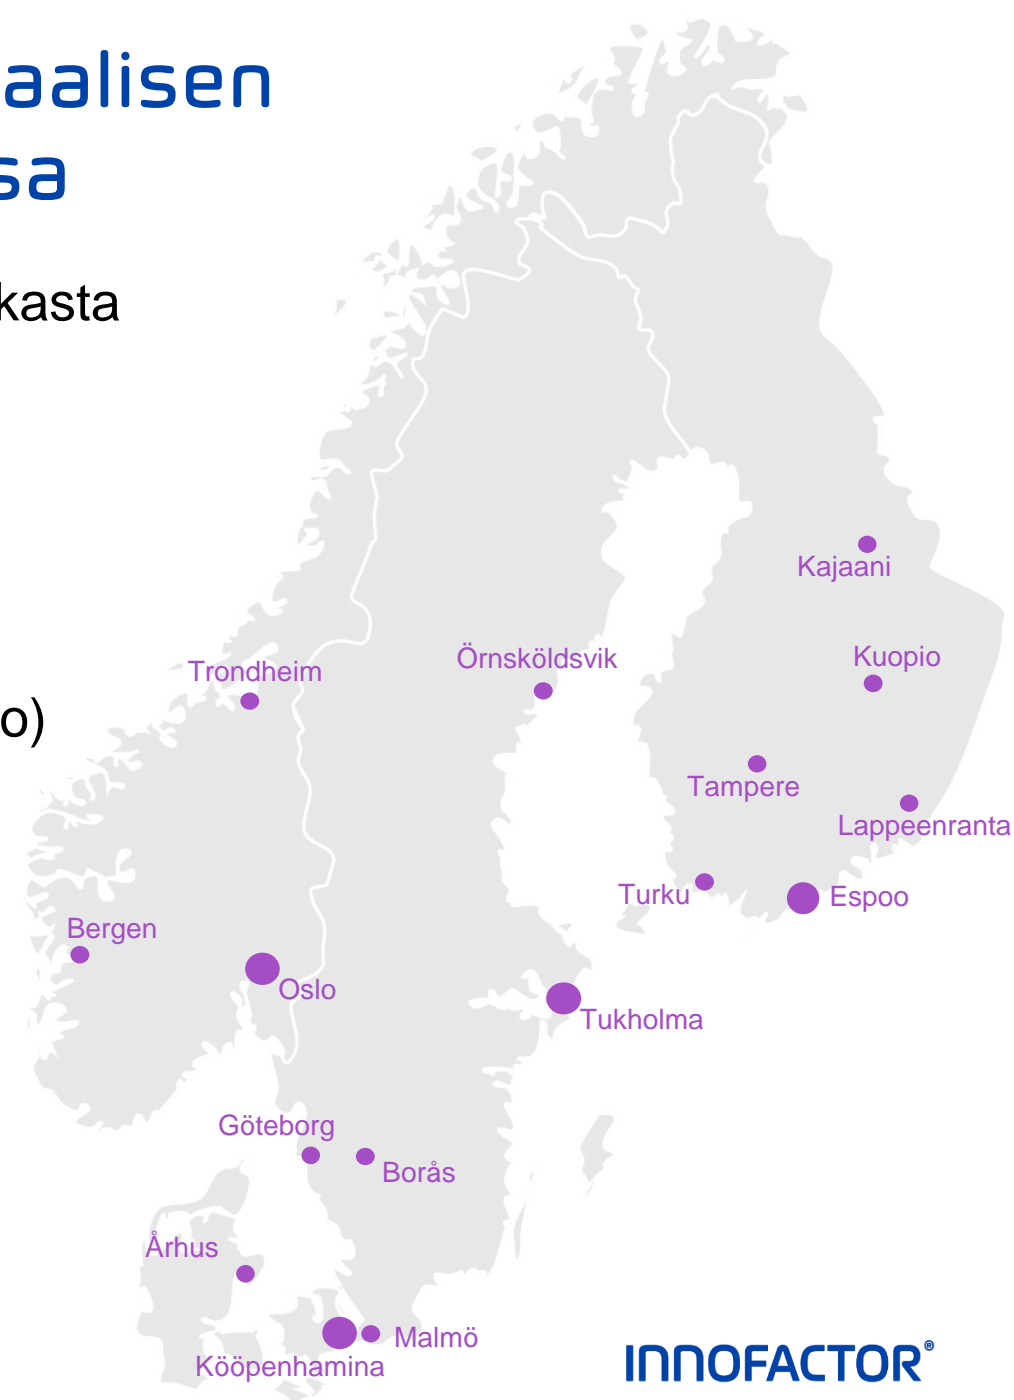 aalisen
sa
kasta
o)
Kajaani
Kuopio
Örnsköldsvik
Trondheim
Tampere
Lappeenranta
Turku
Espoo
Bergen
Oslo
Tukholma
Göteborg
Borås
Århus
Malmö
Kööpenhamina
INNOFACTOR®